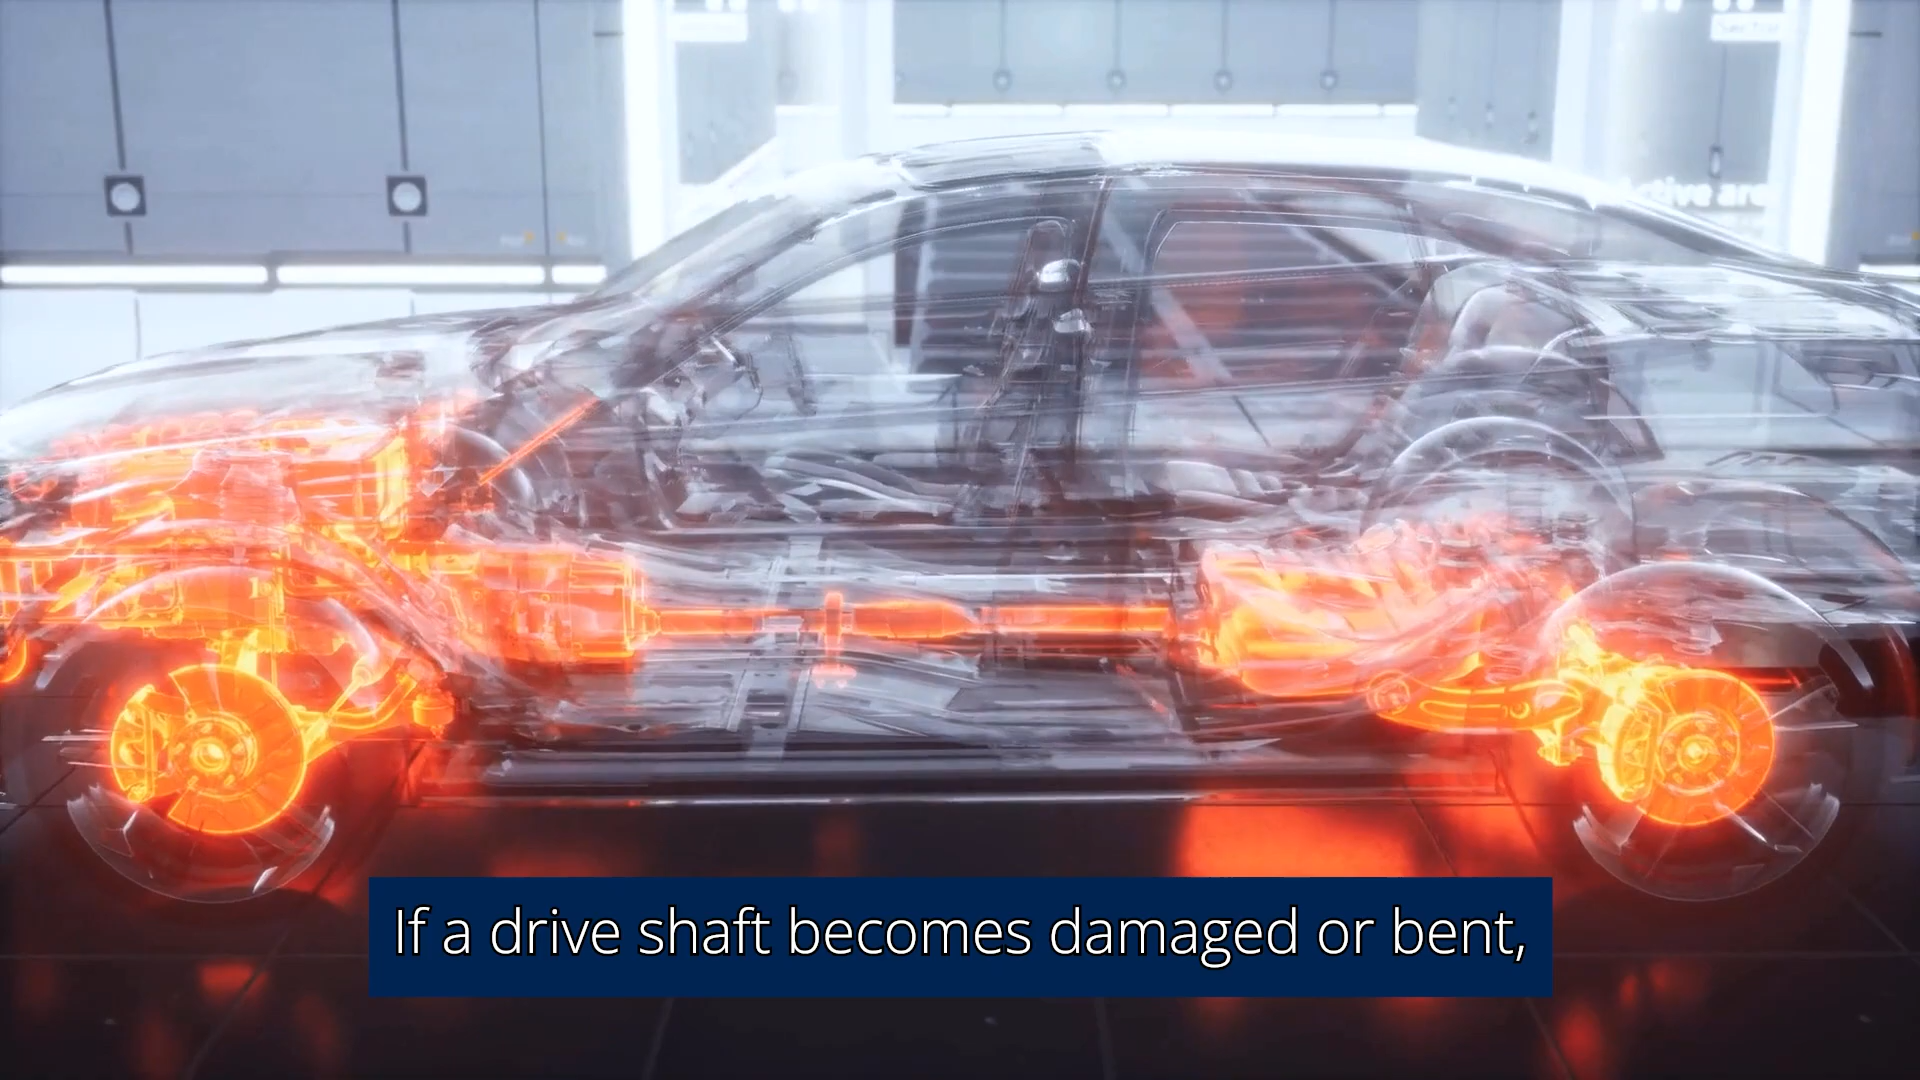 If a drive shaft becomes damaged or bent,